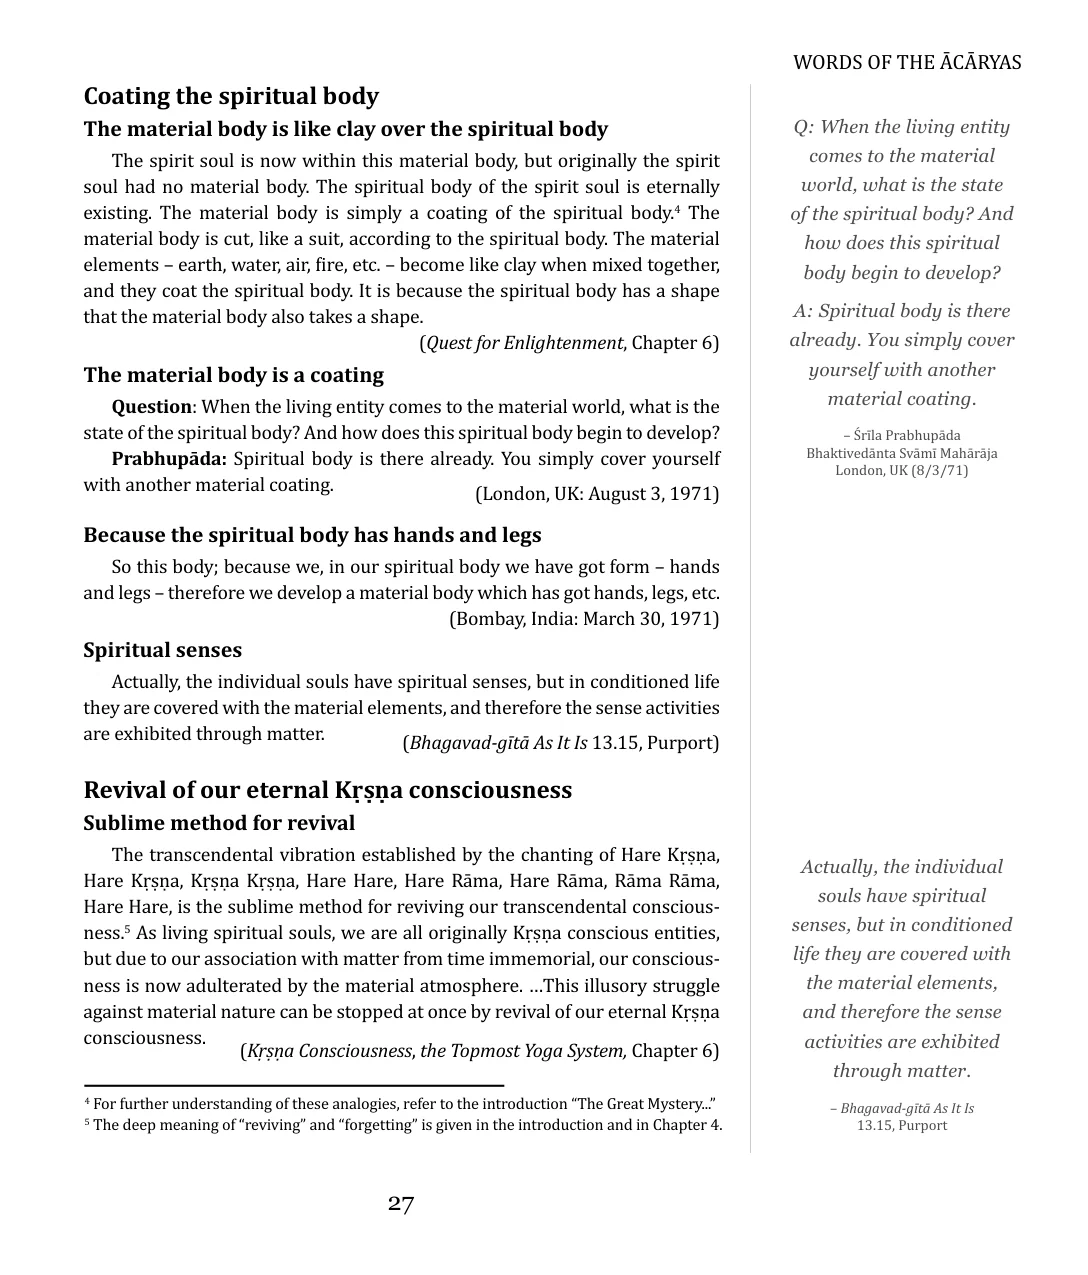 WORDS OF THE ĀCĀRYAS
Coating the spiritual body
The material body is like clay over the spiritual body
The spirit soul is now within this material body, but originally the spirit
soul had no material body. The spiritual body of the spirit soul is eternally
existing. The material body is simply a coating of the spiritual body.⁴ The
material body is cut, like a suit, according to the spiritual body. The material
elements – earth, water, air, fire, etc. – become like clay when mixed together,
and they coat the spiritual body. It is because the spiritual body has a shape
that the material body also takes a shape.
(Quest for Enlightenment, Chapter 6)
The material body is a coating
Question: When the living entity comes to the material world, what is the
state of the spiritual body? And how does this spiritual body begin to develop?
Prabhupāda: Spiritual body is there already. You simply cover yourself
with another material coating.
(London, UK: August 3, 1971)
Because the spiritual body has hands and legs
So this body; because we, in our spiritual body we have got form – hands
and legs – therefore we develop a material body which has got hands, legs, etc.
(Bombay, India: March 30, 1971)
Spiritual senses
Actually, the individual souls have spiritual senses, but in conditioned life
they are covered with the material elements, and therefore the sense activities
are exhibited through matter.
(Bhagavad-gītā As It Is 13.15, Purport)
Revival of our eternal Kṛṣṇa consciousness
Sublime method for revival
The transcendental vibration established by the chanting of Hare Kṛṣṇa,
Hare Kṛṣṇa, Kṛṣṇa Kṛṣṇa, Hare Hare, Hare Rāma, Hare Rāma, Rāma Rāma,
Hare Hare, is the sublime method for reviving our transcendental conscious-
ness.⁵ As living spiritual souls, we are all originally Kṛṣṇa conscious entities,
but due to our association with matter from time immemorial, our conscious-
ness is now adulterated by the material atmosphere. ...This illusory struggle
against material nature can be stopped at once by revival of our eternal Kṛṣṇa
consciousness.
(Kṛṣṇa Consciousness, the Topmost Yoga System, Chapter 6)
⁴ For further understanding of these analogies, refer to the introduction “The Great Mystery...”
⁵ The deep meaning of “reviving” and “forgetting” is given in the introduction and in Chapter 4.
Q: When the living entity
comes to the material
world, what is the state
of the spiritual body? And
how does this spiritual
body begin to develop?
A: Spiritual body is there
already. You simply cover
yourself with another
material coating.
– Śrīla Prabhupāda
Bhaktivedānta Svāmī Mahārāja
London, UK (8/3/71)
Actually, the individual
souls have spiritual
senses, but in conditioned
life they are covered with
the material elements,
and therefore the sense
activities are exhibited
through matter.
– Bhagavad-gītā As It Is
13.15, Purport
27